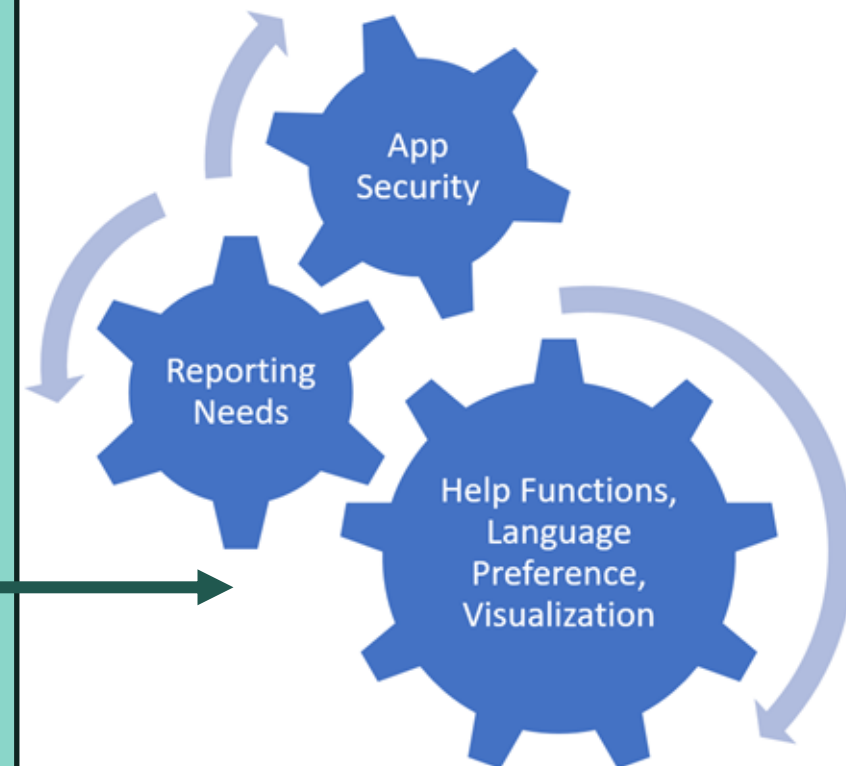 App
Security
Reporting
Needs
Help Functions,
Language
Preference,
Visualization